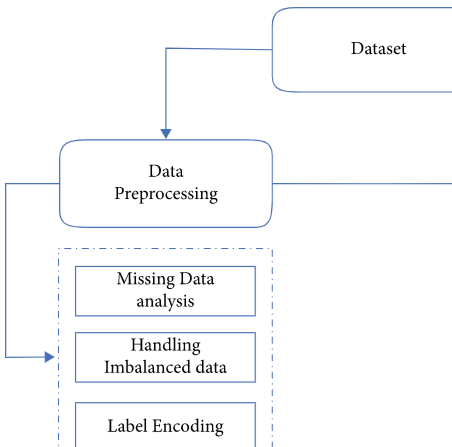 Dataset
Data
Preprocessing
Missing Data
analysis
Handling
Imbalanced data
Label Encoding